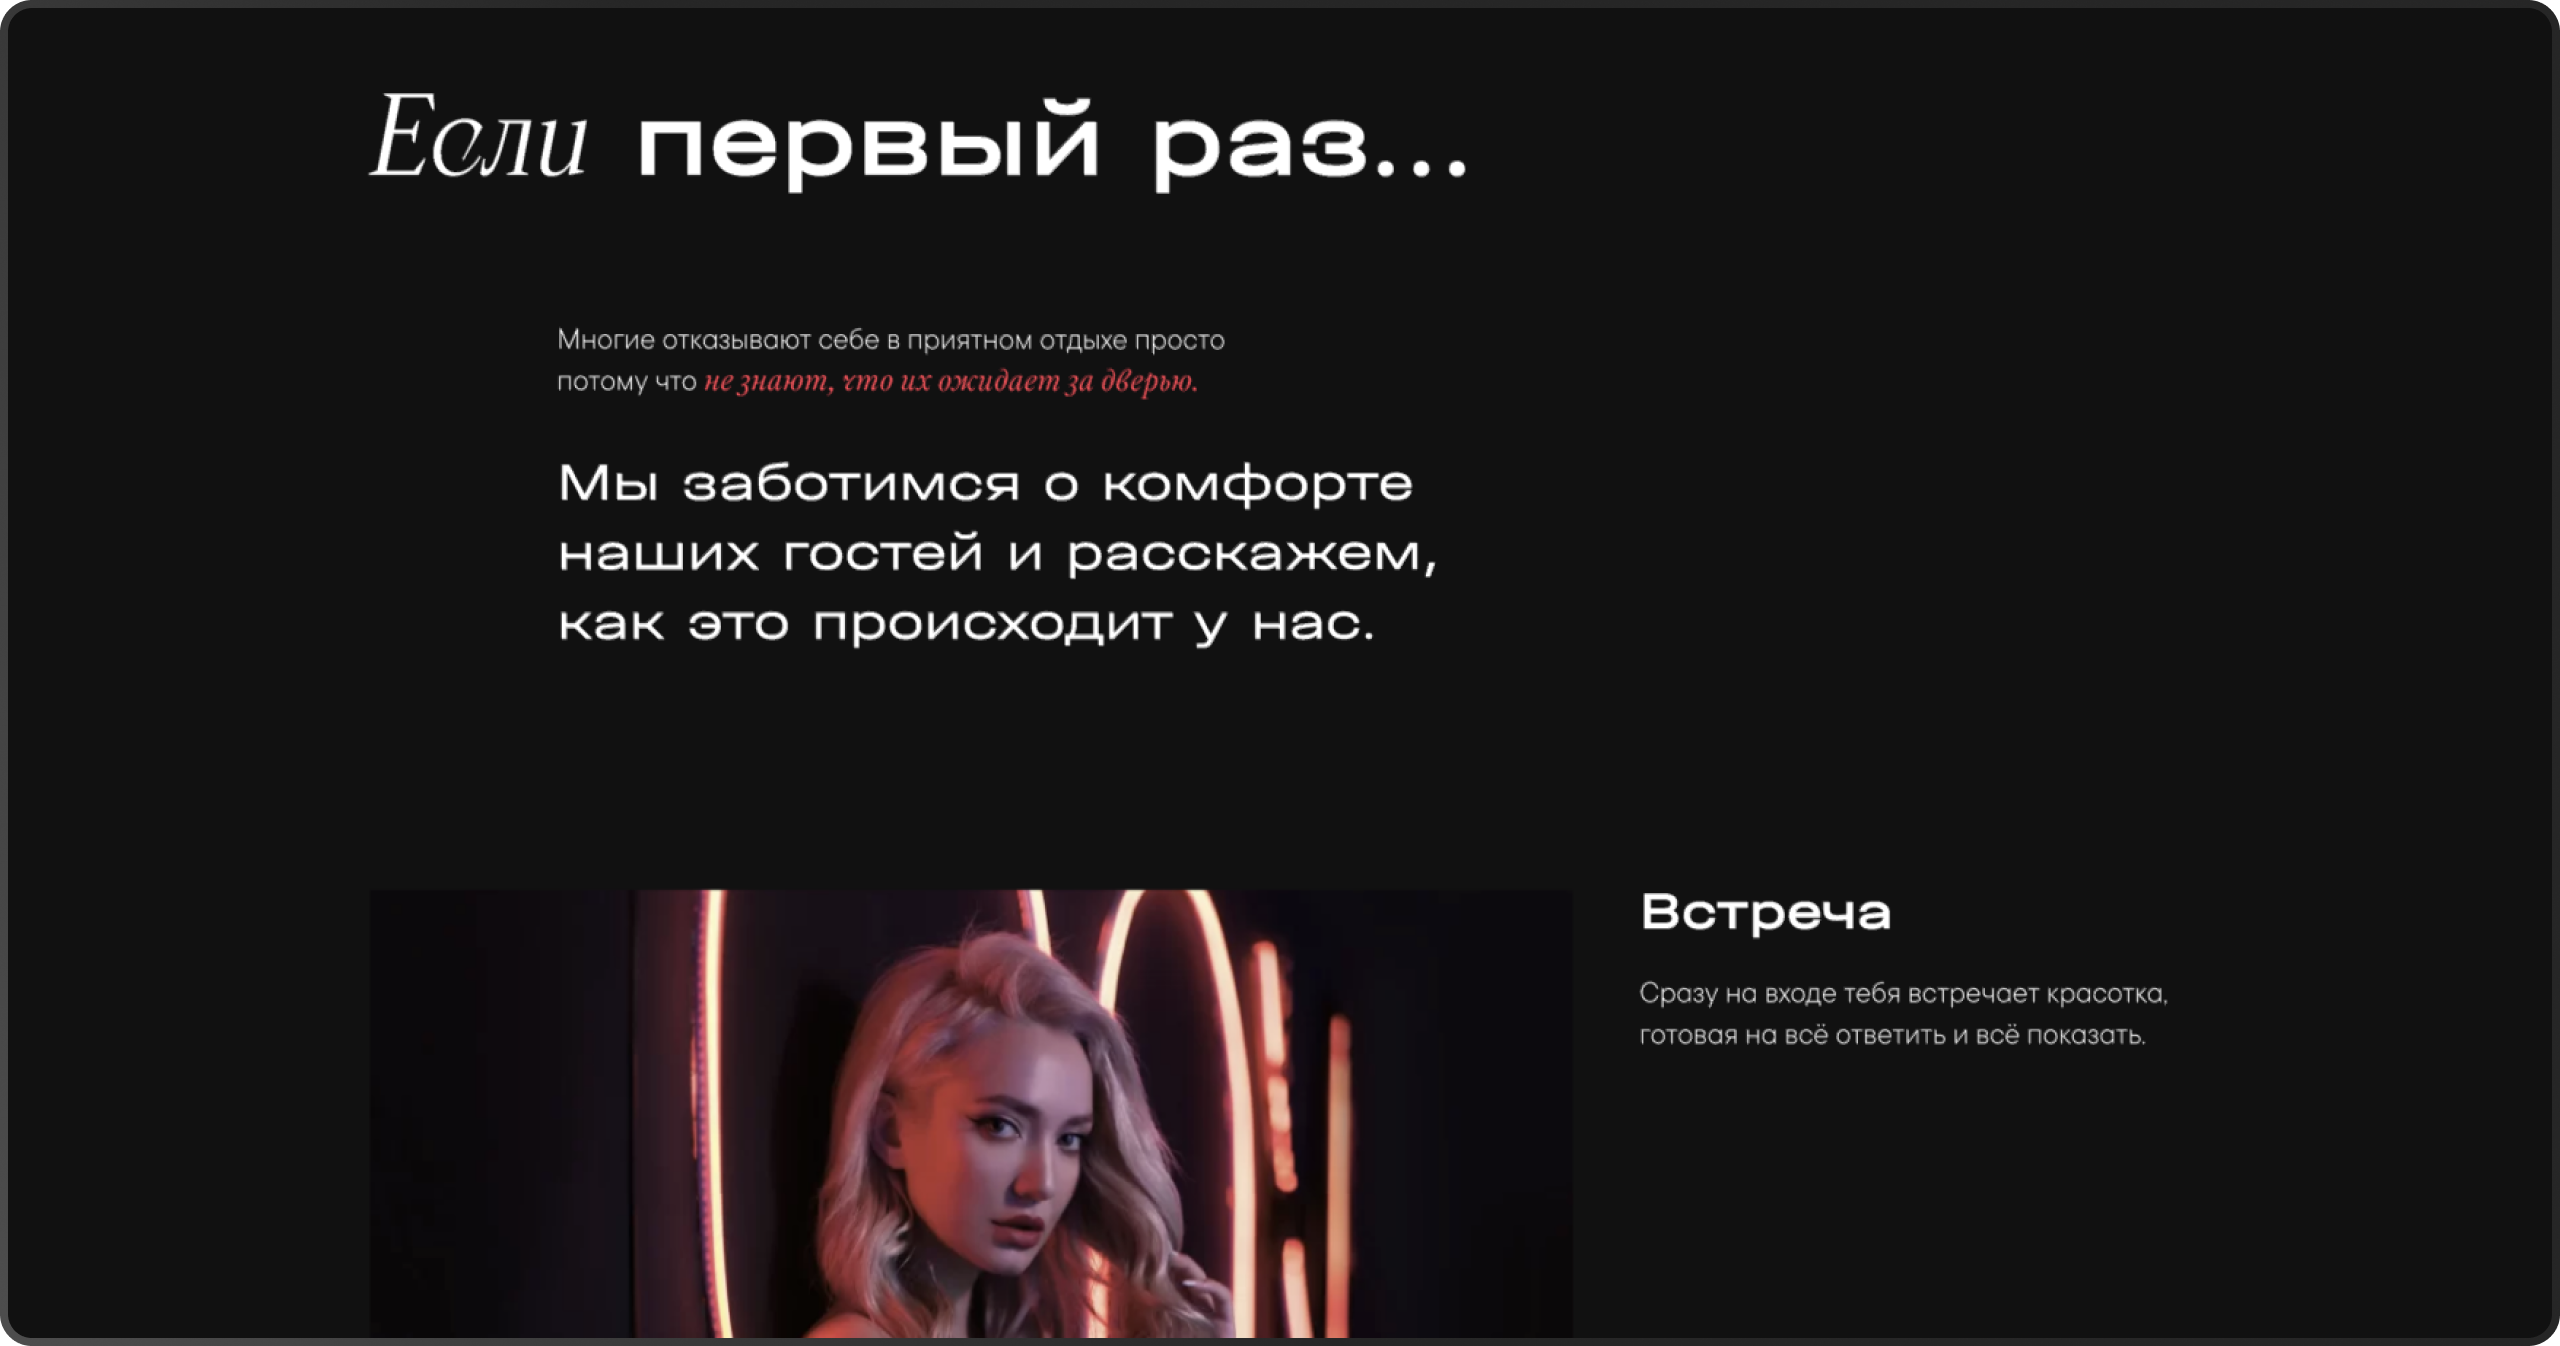 Если первый раз...
Многие отказывают себе в приятном отдыхе просто
потому что не знают, что их ожидает за дверью.
Мы заботимся о комфорте
наших гостей и расскажем,
как это происходит у нас.
Встреча
Сразу на входе тебя встречает красотка,
готовая на всё ответить и всё показать.